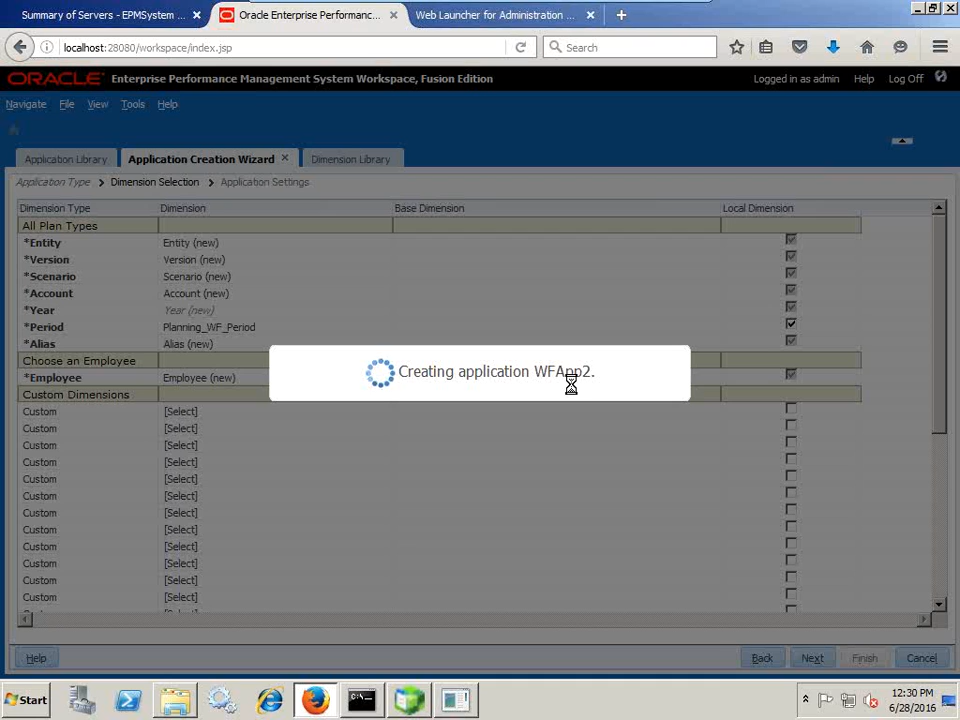 Summary of Servers - EPMSystem ...
Oracle Enterprise Performanc...
Web Launcher for Administration ...
localhost:28080/workspace/index.jsp
Search
ORACLE Enterprise Performance Management System Workspace, Fusion Edition
Logged in as admin Help Log Off
Navigate File View Tools Help
Application Library Application Creation Wizard Dimension Library
Application Type Dimension Selection Application Settings
Dimension Type Dimension Base Dimension Local Dimension
All Plan Types
*Entity Entity (new)
*Version Version (new)
*Scenario Scenario (new)
*Account Account (new)
*Year Year (new)
*Period Planning_WF_Period
*Alias Alias (new)
Choose an Employee
*Employee Employee (new)
Custom Dimensions
Custom [Select]
Custom [Select]
Custom [Select]
Custom [Select]
Custom [Select]
Custom [Select]
Custom [Select]
Custom [Select]
Custom [Select]
Custom [Select]
Custom [Select]
Custom [Select]
Creating application WFApp2.
Help Back Next Finish Cancel
Start
C:\.
12:30 PM
6/28/2016